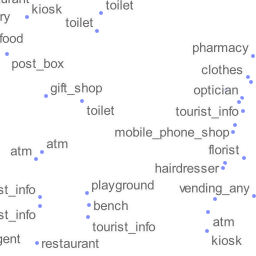 kiosk
toilet
toilet
food
post_box
pharmacy
clothes
gift_shop
optician
toilet
tourist_info
mobile_phone_shop
atm
atm
florist
hairdresser
playground
vending_any
st_info
bench
st_info
tourist_info
atm
restaurant
kiosk